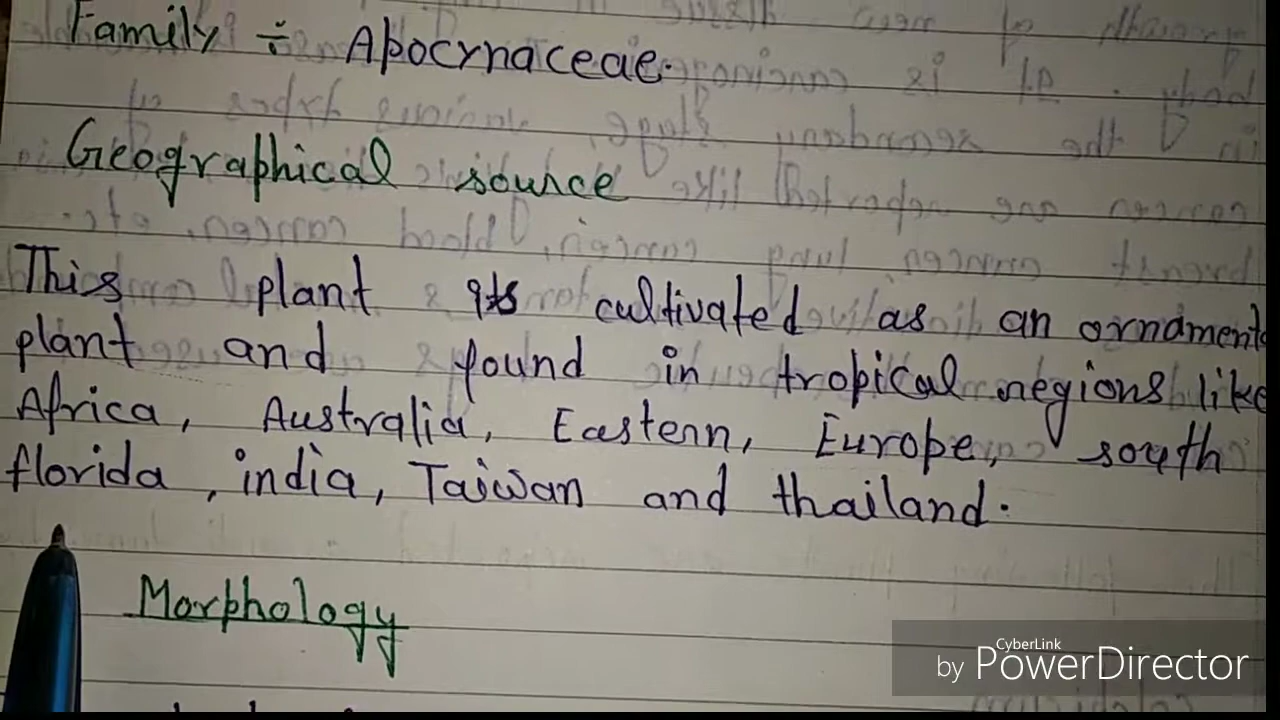 Family ÷ Apocrnaceae.
Geographical source
This plant is cultivated as an ornament
plant and found in tropical regions like
Africa, Australia, Eastern, Europe, south
florida, india, Taiwan and thailand.
Morphology
CyberLink
by PowerDirector